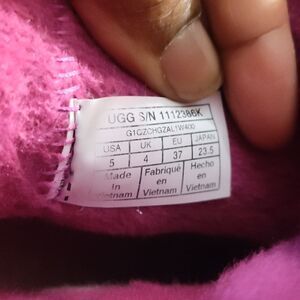 UGG S/N 1112386K
G1QZCHGZAL1W400
USA UK EU JAPAN
5 4 37 23.5
Made in Vietnam Fabriqué en Vietnam Hecho en Vietnam